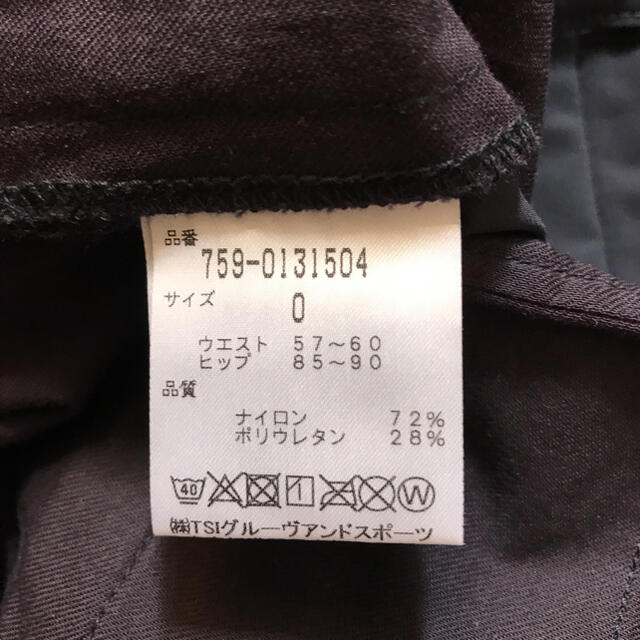 品番
759-0131504
サイズ
0
ウエスト 57〜60
ヒップ 85〜90
品質
ナイロン 72%
ポリウレタン 28%
40 W
㈱TSIグルーヴアンドスポーツ